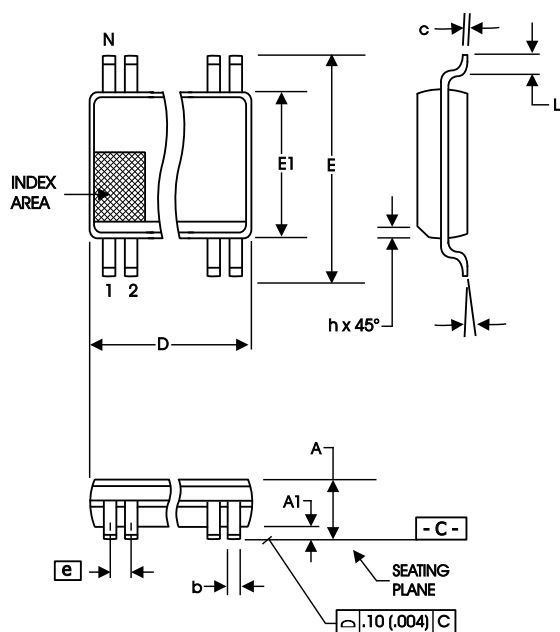 N
c
L
E1
E
INDEX
AREA
1 2
h x 45°
D
A
A1
- C -
e
b
SEATING
PLANE
⌓ .10 (.004) C